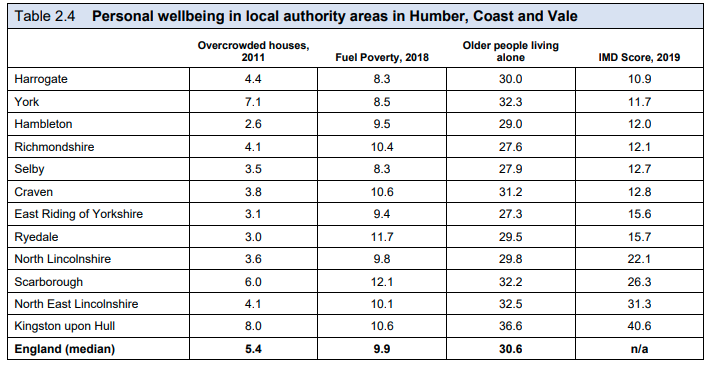 Table 2.4 Personal wellbeing in local authority areas in Humber, Coast and Vale
Overcrowded houses, 2011 Fuel Poverty, 2018 Older people living alone IMD Score, 2019
Harrogate 4.4 8.3 30.0 10.9
York 7.1 8.5 32.3 11.7
Hambleton 2.6 9.5 29.0 12.0
Richmondshire 4.1 10.4 27.6 12.1
Selby 3.5 8.3 27.9 12.7
Craven 3.8 10.6 31.2 12.8
East Riding of Yorkshire 3.1 9.4 27.3 15.6
Ryedale 3.0 11.7 29.5 15.7
North Lincolnshire 3.6 9.8 29.8 22.1
Scarborough 6.0 12.1 32.2 26.3
North East Lincolnshire 4.1 10.1 32.5 31.3
Kingston upon Hull 8.0 10.6 36.6 40.6
England (median) 5.4 9.9 30.6 n/a